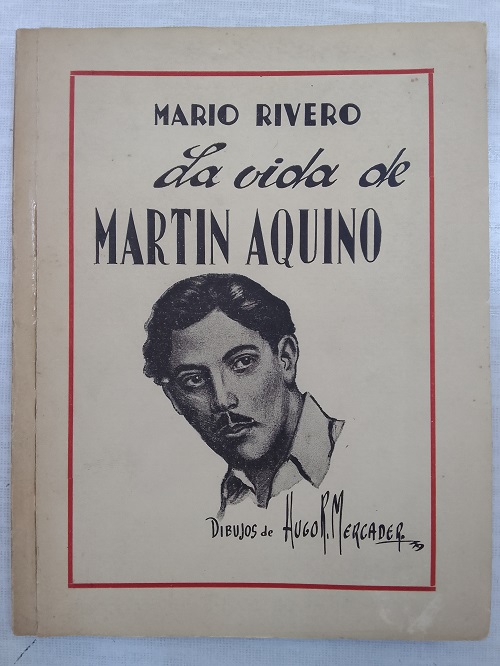 MARIO RIVERO
La vida de
MARTIN AQUINO
DIBUJOS de HUGO R. MERCADER.